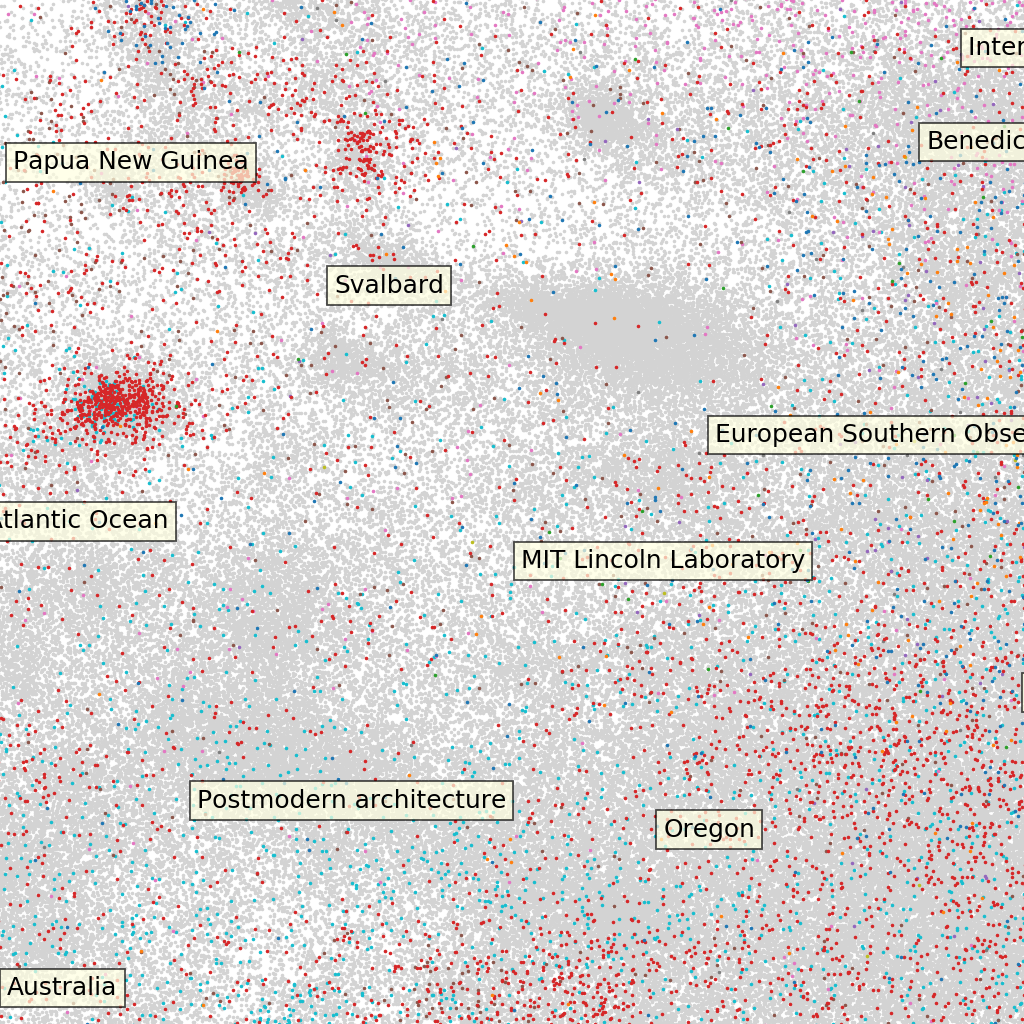 Inter
Benedic
Papua New Guinea
Svalbard
European Southern Obse
Atlantic Ocean
MIT Lincoln Laboratory
Postmodern architecture
Oregon
Australia